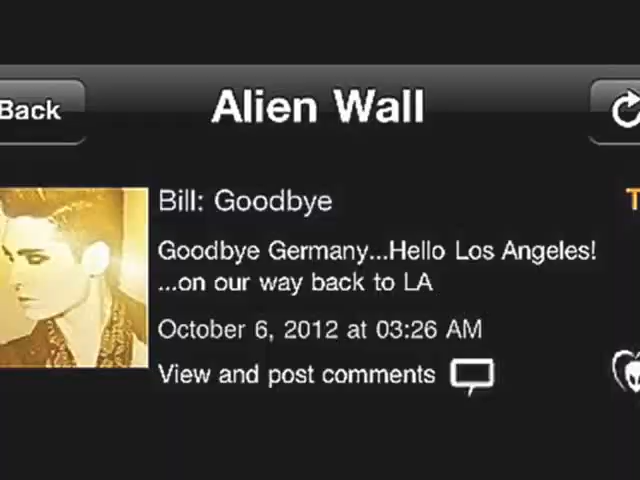 Back
Alien Wall
Bill: Goodbye
T
Goodbye Germany...Hello Los Angeles!
...on our way back to LA
October 6, 2012 at 03:26 AM
View and post comments